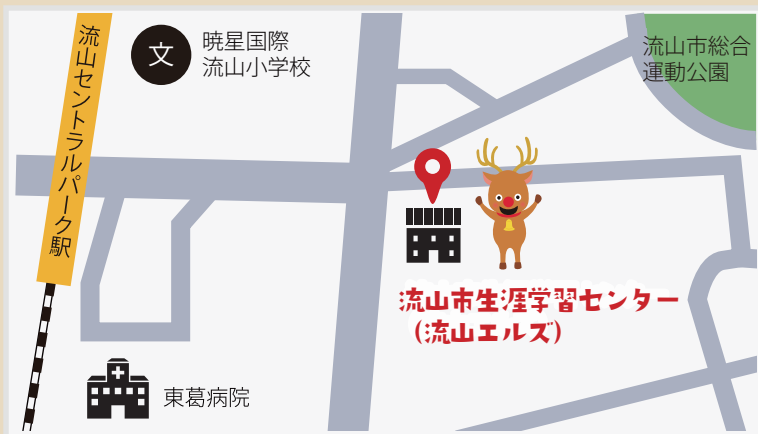 流山セントラルパーク駅
文
暁星国際
流山小学校
流山市総合
運動公園
流山市生涯学習センター
（流山エルズ）
東葛病院